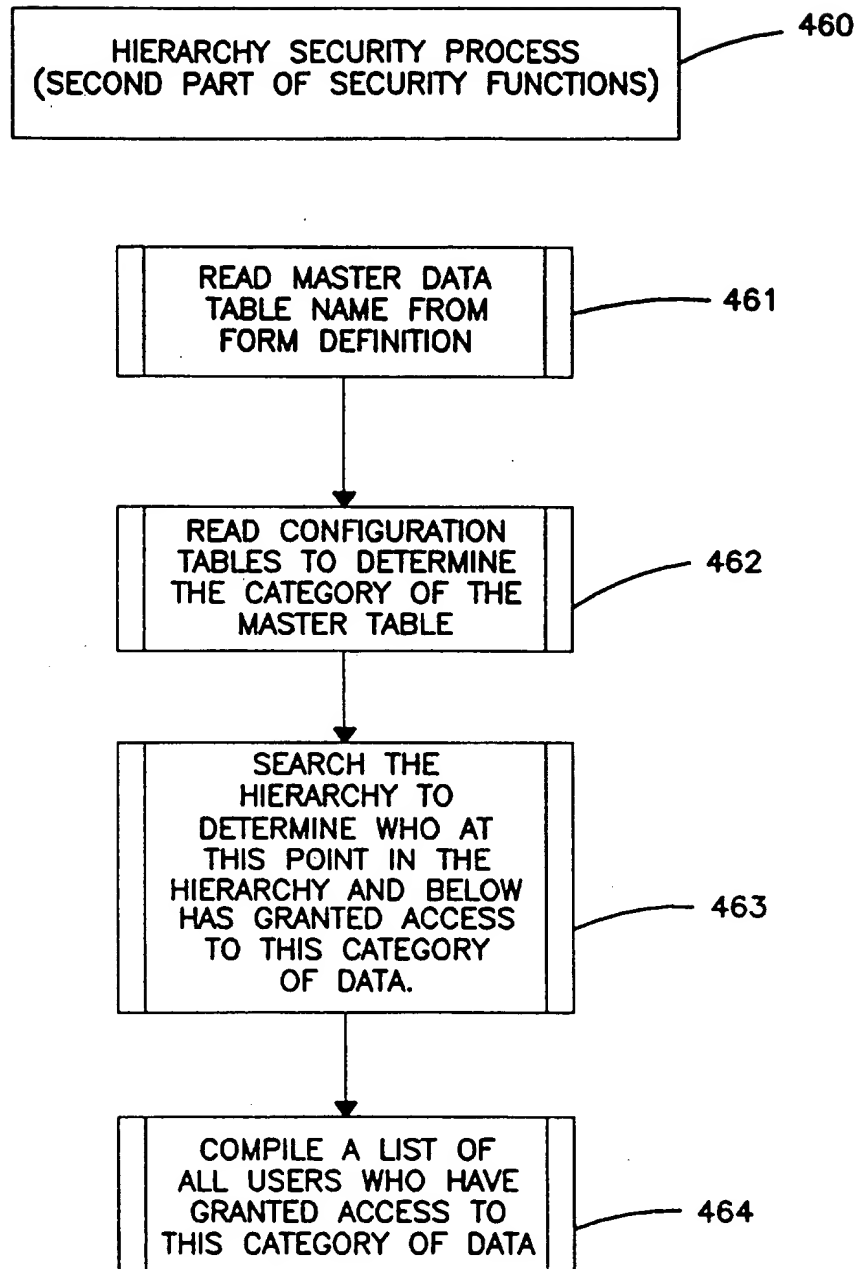 HIERARCHY SECURITY PROCESS
(SECOND PART OF SECURITY FUNCTIONS)
460
READ MASTER DATA
TABLE NAME FROM
FORM DEFINITION
461
READ CONFIGURATION
TABLES TO DETERMINE
THE CATEGORY OF THE
MASTER TABLE
462
SEARCH THE
HIERARCHY TO
DETERMINE WHO AT
THIS POINT IN THE
HIERARCHY AND BELOW
HAS GRANTED ACCESS
TO THIS CATEGORY
OF DATA.
463
COMPILE A LIST OF
ALL USERS WHO HAVE
GRANTED ACCESS TO
THIS CATEGORY OF DATA
464